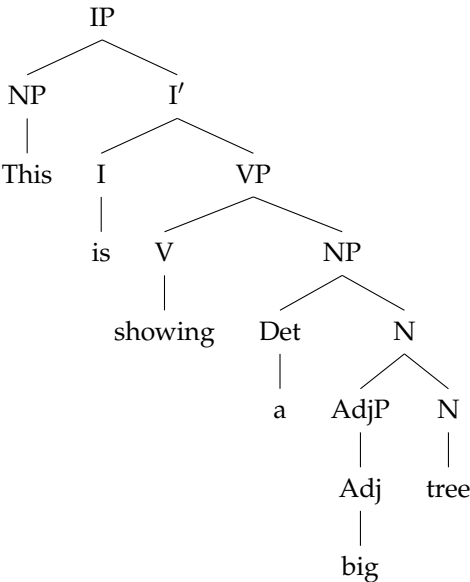 IP
NP I′
This I VP
is V NP
showing Det N
a AdjP N
Adj tree
big